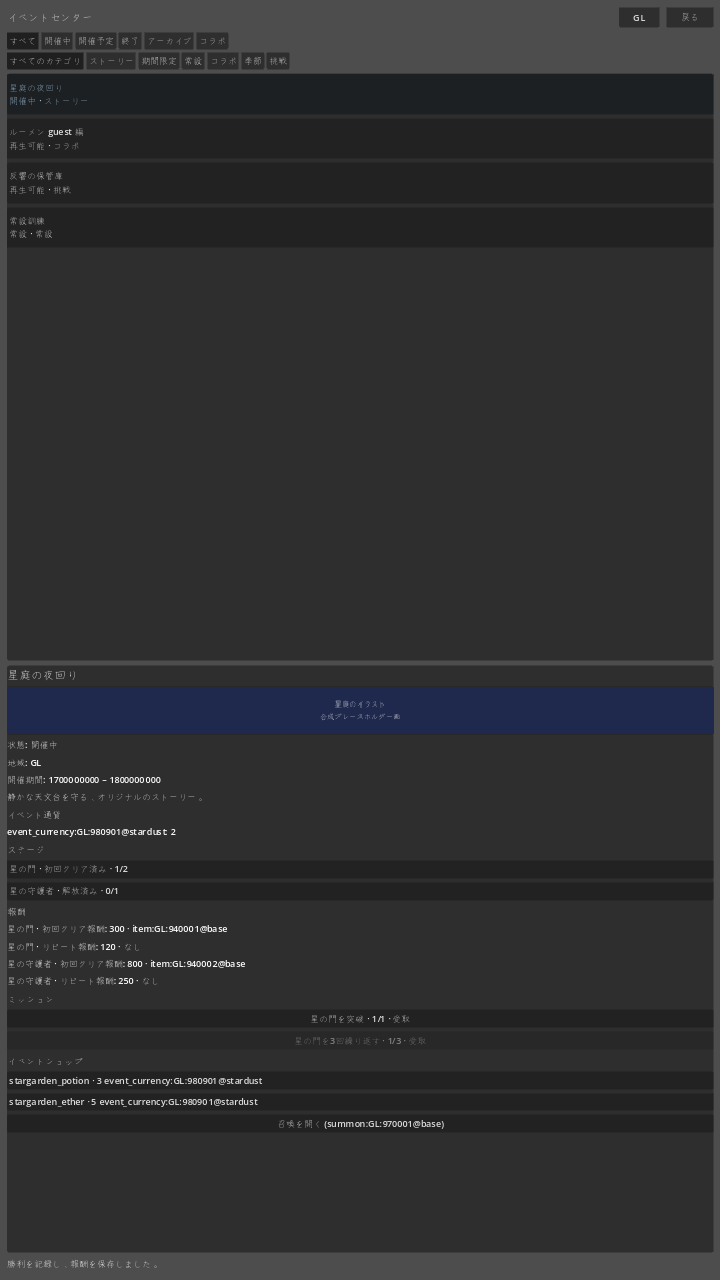 イベントセンター
GL
戻る
すべて 開催中 開催予定 終了 アーカイブ コラボ
すべてのカテゴリ ストーリー 期間限定 常設 コラボ 季節 挑戦
星庭の夜回り
開催中・ストーリー
ルーメン guest 編
再生可能・コラボ
反響の保管庫
再生可能・挑戦
常設訓練
常設・常設
星庭の夜回り
星庭のイラスト
合成プレースホルダー画
状態: 開催中
地域: GL
開催期間: 1700000000 – 1800000000
静かな天文台を守る、オリジナルのストーリー。
イベント通貨
event_currency:GL:980901@stardust: 2
ステージ
星の門・初回クリア済み・1/2
星の守護者・解放済み・0/1
報酬
星の門・初回クリア報酬: 300・item:GL:940001@base
星の門・リピート報酬: 120・なし
星の守護者・初回クリア報酬: 800・item:GL:940002@base
星の守護者・リピート報酬: 250・なし
ミッション
星の門を突破・1/1・受取
星の門を3回繰り返す・1/3・受取
イベントショップ
stargarden_potion · 3 event_currency:GL:980901@stardust
stargarden_ether · 5 event_currency:GL:980901@stardust
召喚を開く (summon:GL:970001@base)
勝利を記録し、報酬を保存しました。